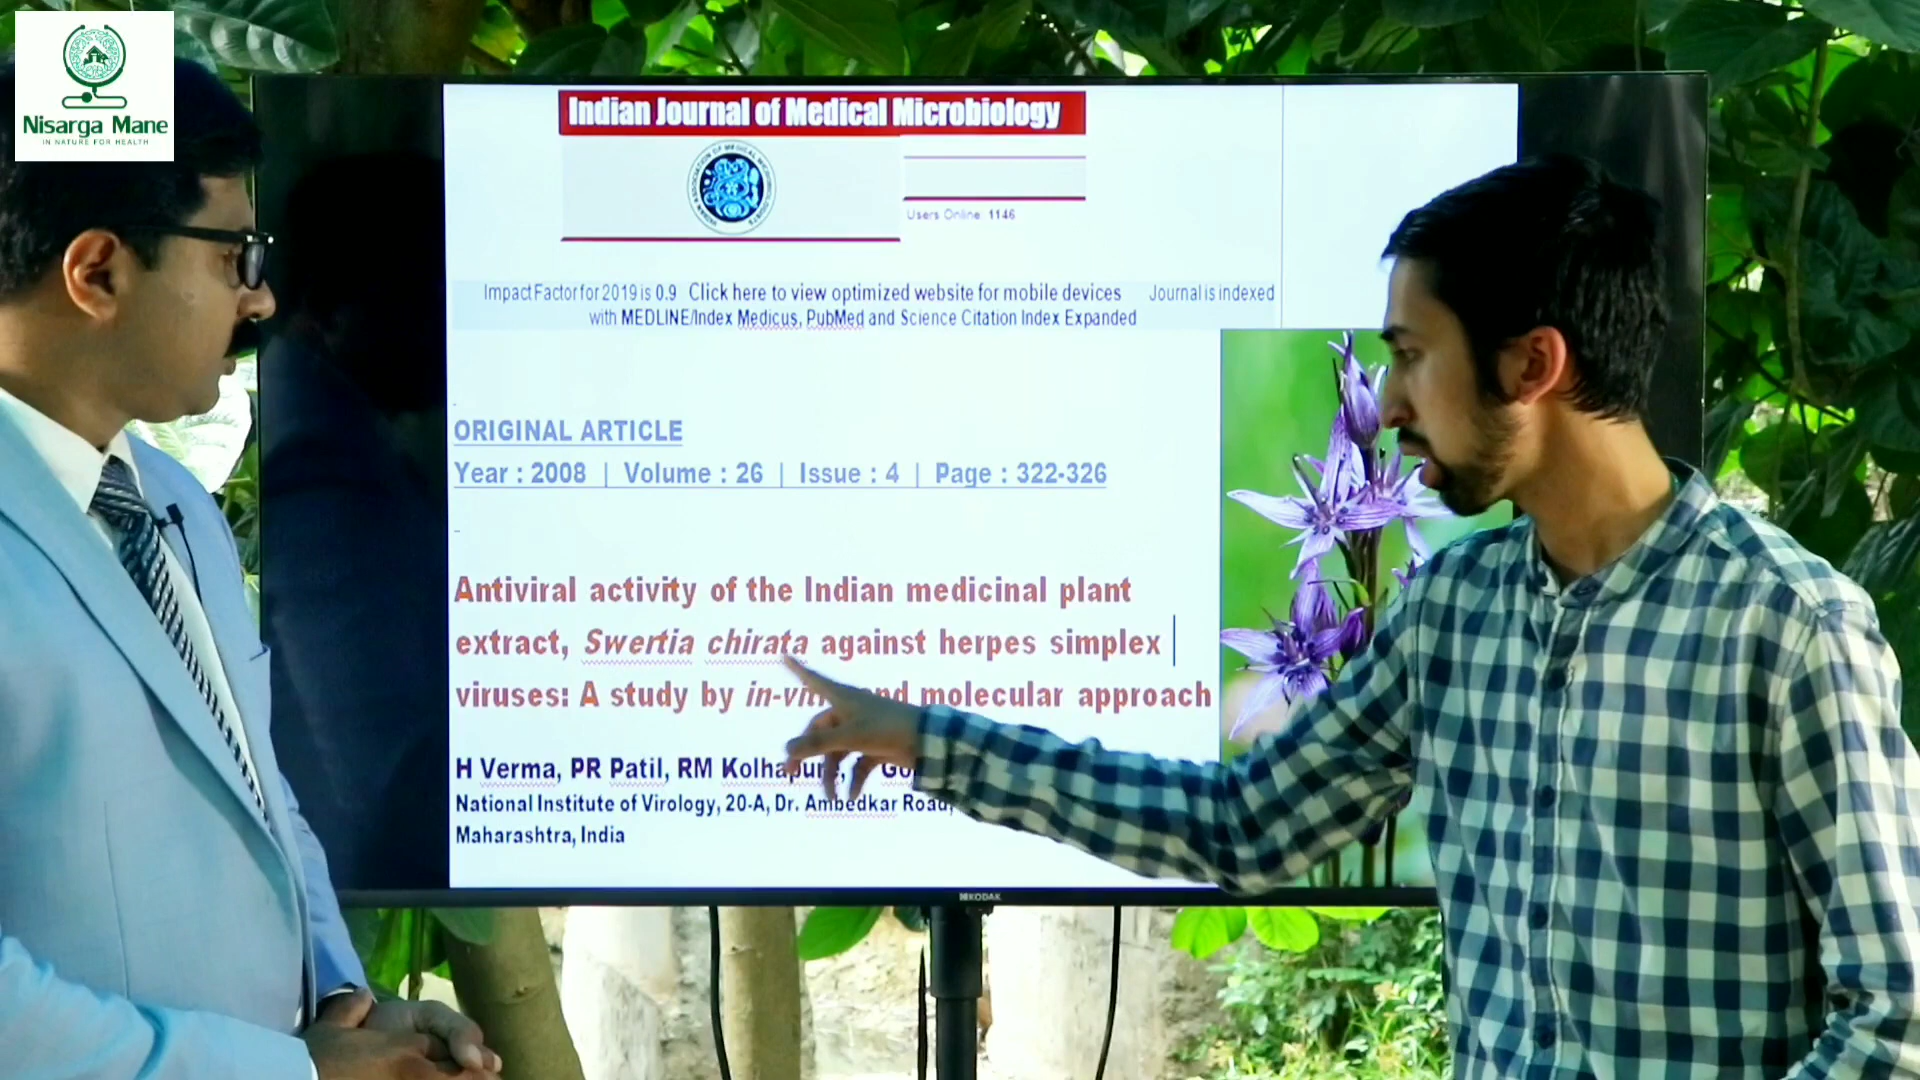 Nisarga Mane
IN NATURE FOR HEALTH
Indian Journal of Medical Microbiology
Users Online: 1146
Impact Factor for 2019 is 0.9 Click here to view optimized website for mobile devices Journal is indexed
with MEDLINE/Index Medicus, PubMed and Science Citation Index Expanded
ORIGINAL ARTICLE
Year : 2008 | Volume : 26 | Issue : 4 | Page : 322-326
Antiviral activity of the Indian medicinal plant
extract, Swertia chirata against herpes simplex
viruses: A study by and molecular approach
H Verma, PR Patil, RM Kolhapure,
National Institute of Virology, 20-A, Dr. Ambedkar Road,
Maharashtra, India
KODAK